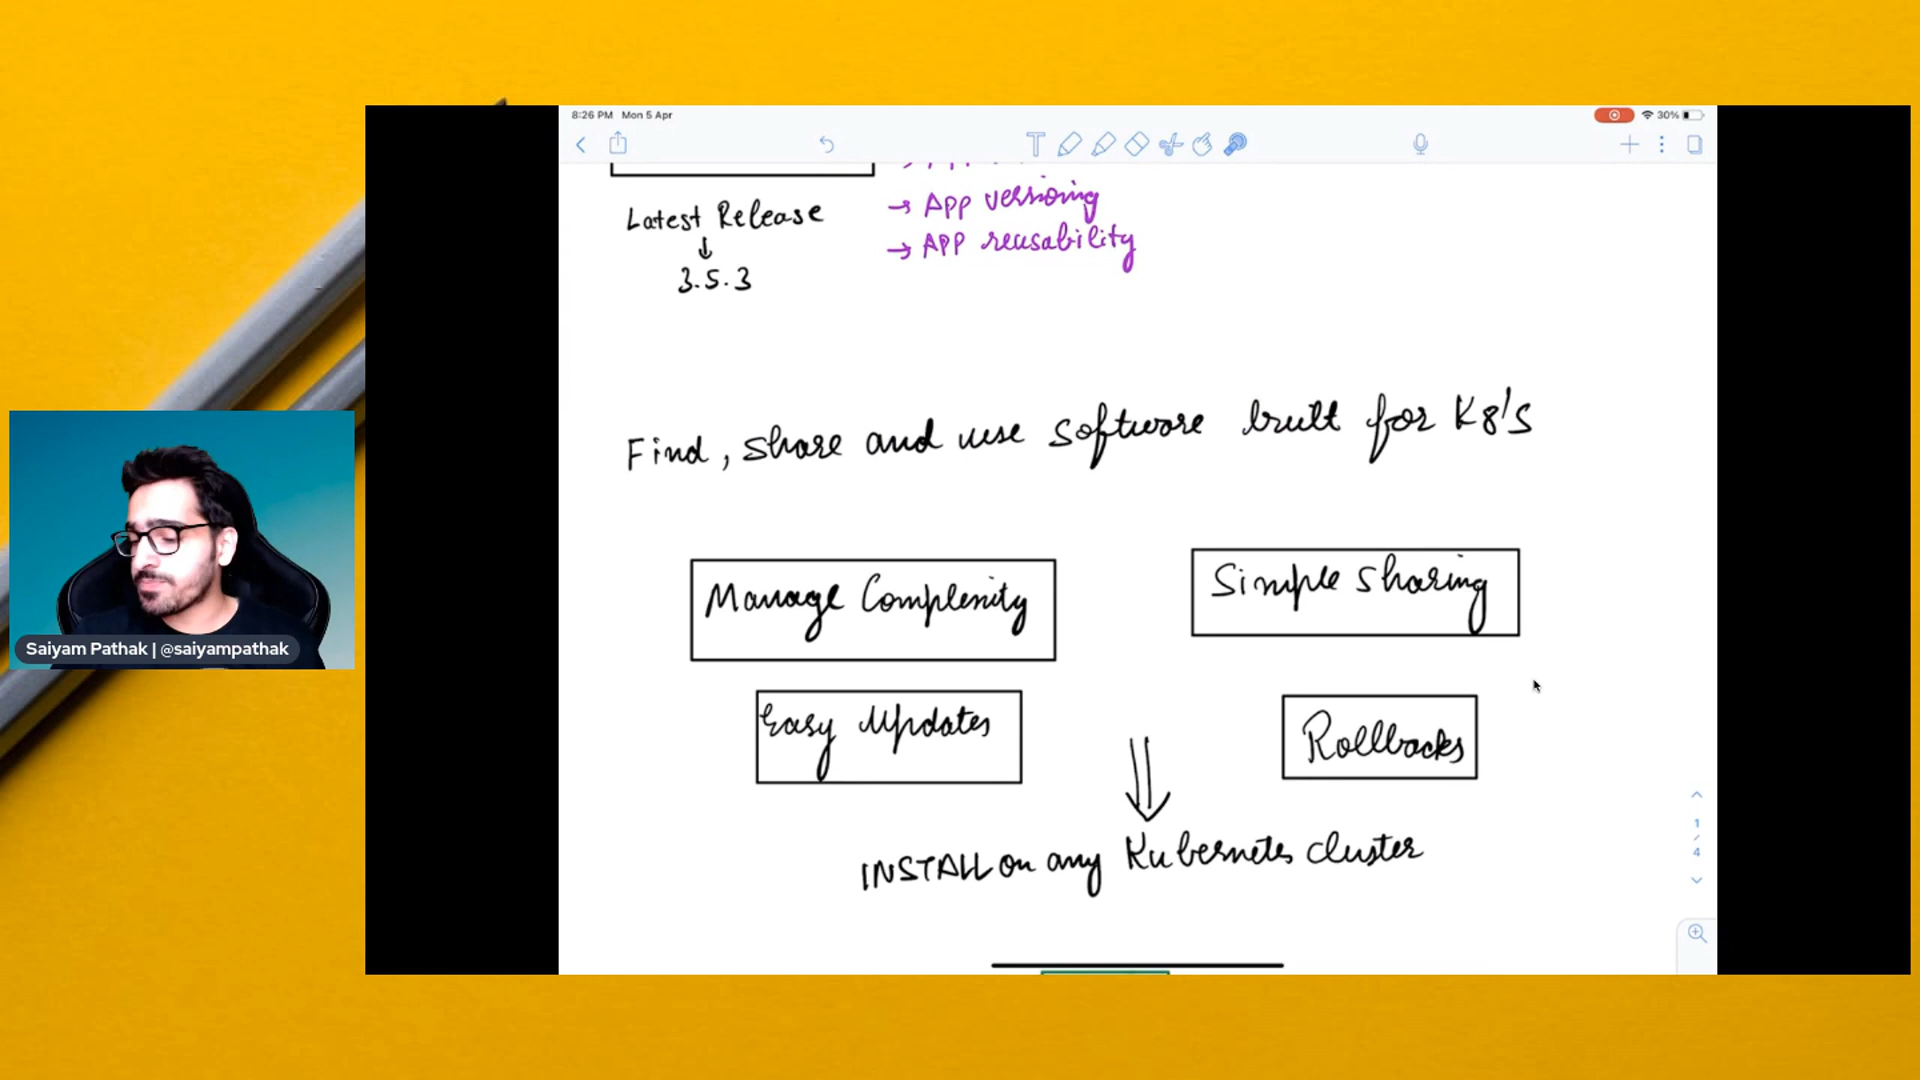 8:26 PM Mon 5 Apr
30%
→ App versioning
→ APP reusability
Latest Release
↓
3.5.3
Find, share and use software built for K8's
Manage Complexity
Simple sharing
Easy Updates
Rollbacks
INSTALL on any Kubernetes cluster
1
/
4
Saiyam Pathak | @saiyampathak